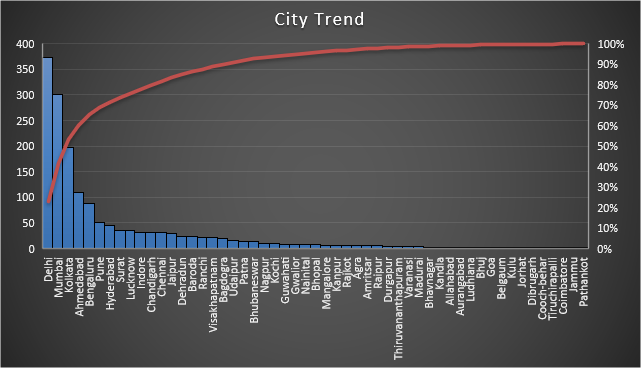 City Trend
400 100%
350 90%
80%
300 70%
250 60%
200 50%
150 40%
100 30%
20%
50 10%
0 0%
Delhi
Mumbai
Kolkata
Ahmedabad
Bengaluru
Pune
Hyderabad
Surat
Lucknow
Indore
Chandigarh
Chennai
Jaipur
Dehradun
Baroda
Ranchi
Visakhapatnam
Bagdogra
Udaipur
Patna
Bhubaneswar
Nagpur
Kochi
Guwahati
Gwalior
Nainital
Bhopal
Mangalore
Kanpur
Rajkot
Agra
Amritsar
Raipur
Durgapur
Thiruvananthapuram
Varanasi
Madurai
Bhavnagar
Kandla
Allahabad
Aurangabad
Ludhiana
Bhuj
Goa
Belgaum
Kulu
Jorhat
Dibrugarh
Cooch-behar
Tiruchirapalli
Coimbatore
Jammu
Pathankot